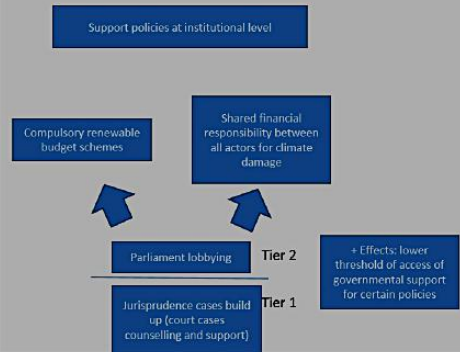 Support policies at institutional level
Compulsory renewable
budget schemes
Shared financial
responsibility between
all actors for climate
damage
Parliament lobbying
Tier 2
+ Effects: lower
threshold of access of
governmental support
for certain policies
Tier 1
Jurisprudence cases build
up (court cases
counselling and support)